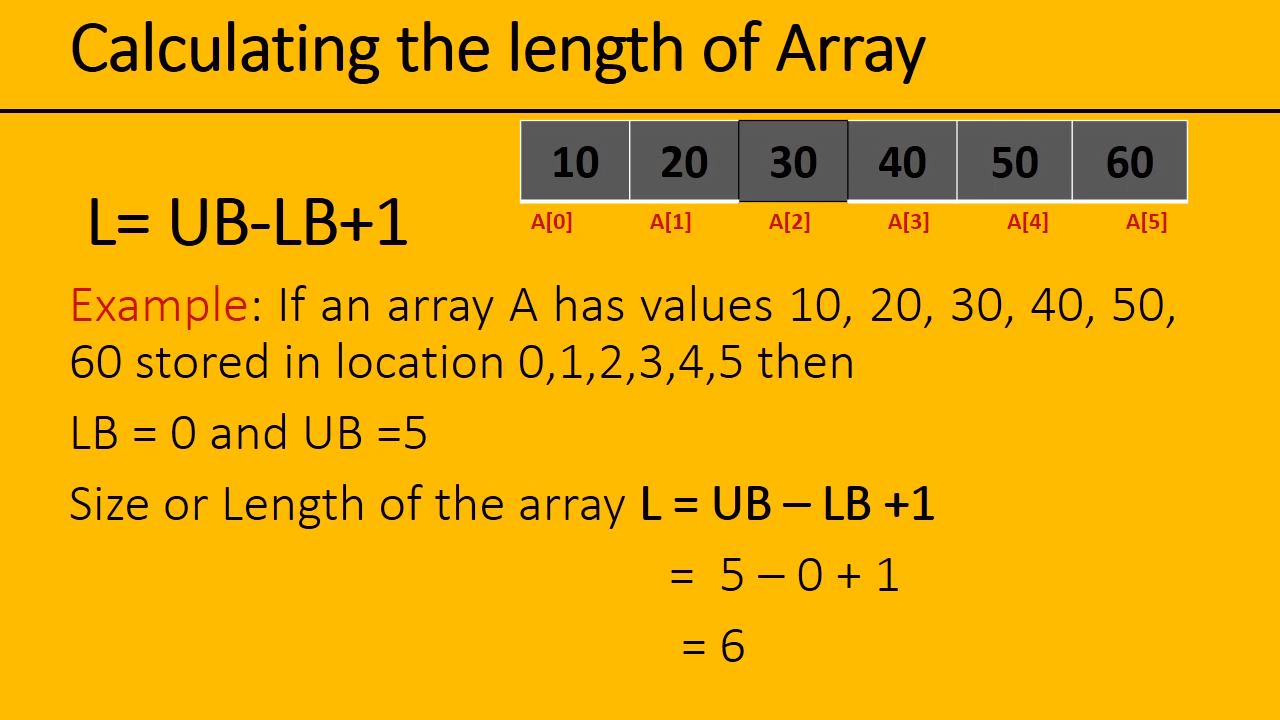 Calculating the length of Array
10 20 30 40 50 60
A[0] A[1] A[2] A[3] A[4] A[5]
L= UB-LB+1
Example: If an array A has values 10, 20, 30, 40, 50,
60 stored in location 0,1,2,3,4,5 then
LB = 0 and UB =5
Size or Length of the array L = UB – LB +1
= 5 – 0 + 1
= 6